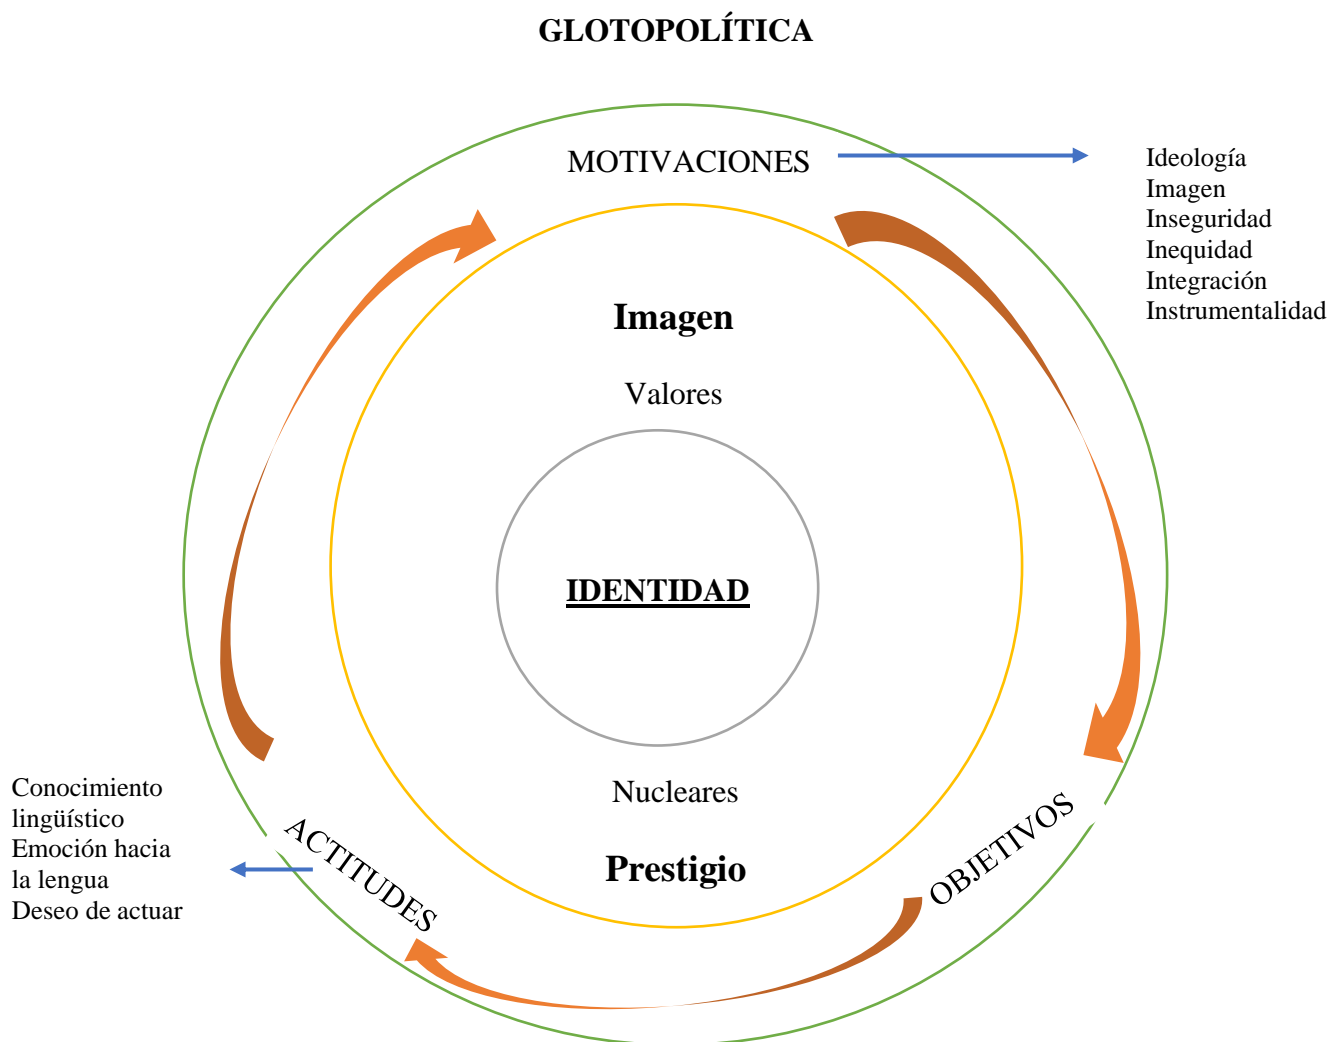 GLOTOPOLÍTICA
MOTIVACIONES
Ideología
Imagen
Inseguridad
Inequidad
Integración
Instrumentalidad
Imagen
Valores
IDENTIDAD
Nucleares
Prestigio
OBJETIVOS
ACTITUDES
Conocimiento
lingüístico
Emoción hacia
la lengua
Deseo de actuar